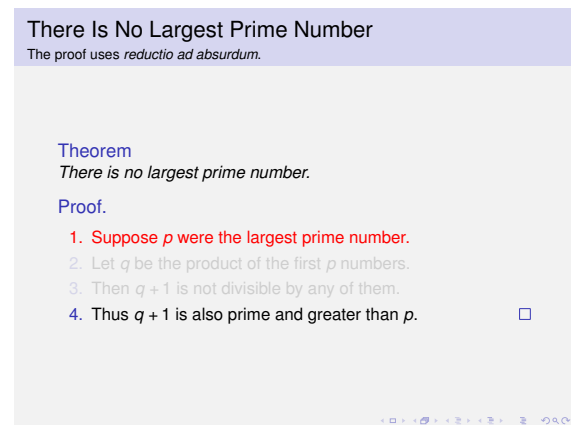 There Is No Largest Prime Number
The proof uses reductio ad absurdum.
Theorem
There is no largest prime number.
Proof.
1. Suppose p were the largest prime number.
2. Let q be the product of the first p numbers.
3. Then q + 1 is not divisible by any of them.
4. Thus q + 1 is also prime and greater than p.